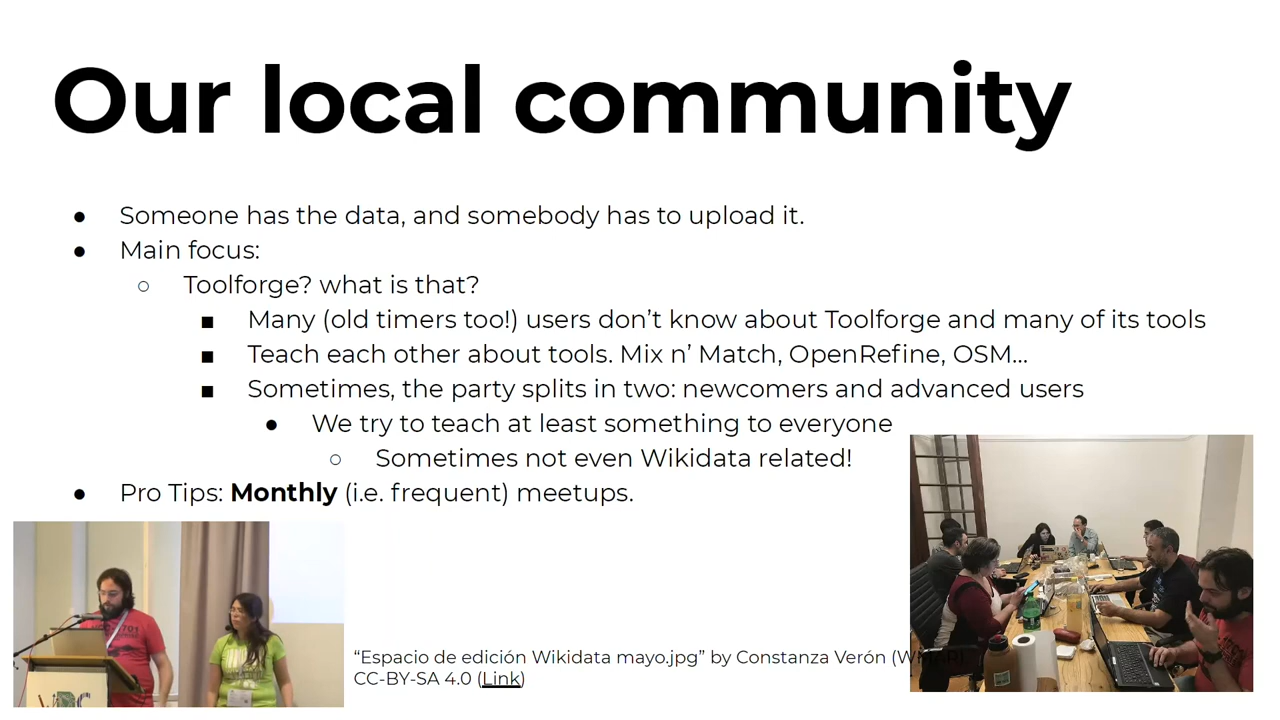 Our local community
● Someone has the data, and somebody has to upload it.
● Main focus:
○ Toolforge? what is that?
■ Many (old timers too!) users don’t know about Toolforge and many of its tools
■ Teach each other about tools. Mix n’ Match, OpenRefine, OSM...
■ Sometimes, the party splits in two: newcomers and advanced users
● We try to teach at least something to everyone
○ Sometimes not even Wikidata related!
● Pro Tips: Monthly (i.e. frequent) meetups.
“Espacio de edición Wikidata mayo.jpg” by Constanza Verón
CC-BY-SA 4.0 (Link)